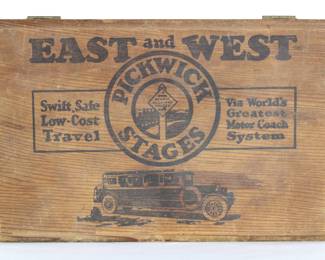 EAST and WEST
PICKWICK
STAGES
Swift, Safe
Low-Cost
Travel
Via World's
Greatest
Motor Coach
System